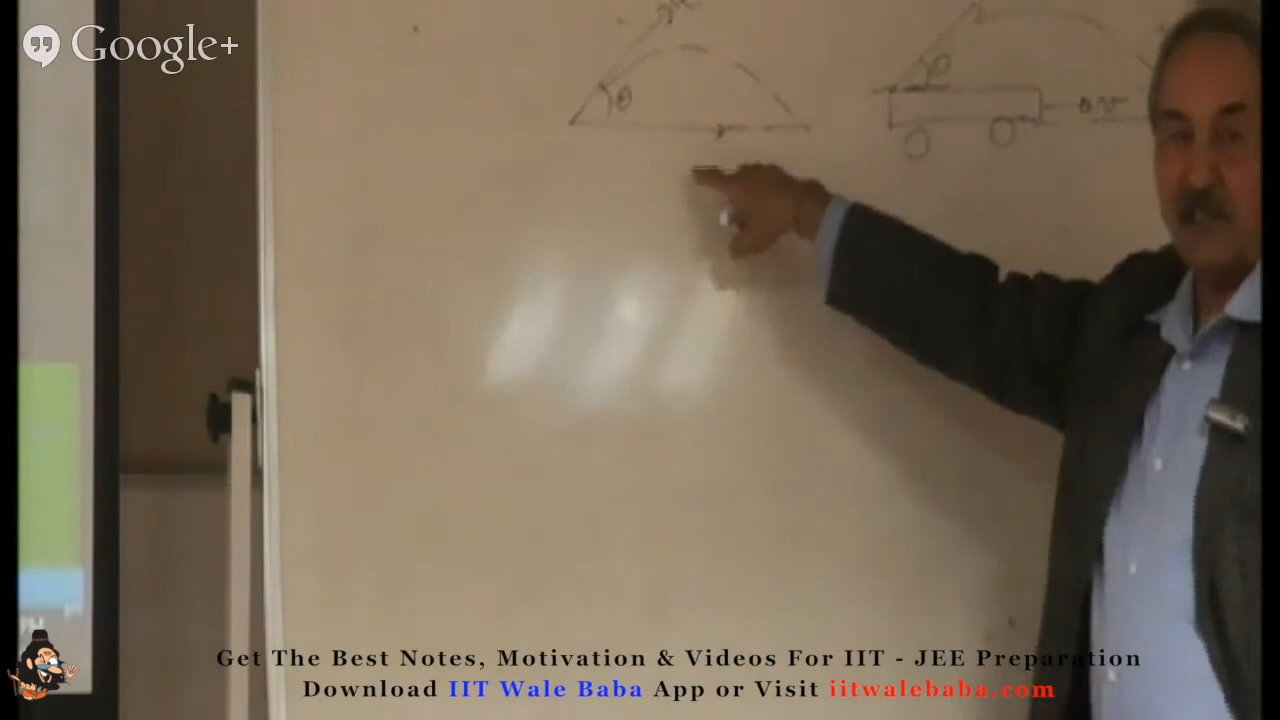 Google+
θ
θ
Get The Best Notes, Motivation & Videos For IIT - JEE Preparation
Download IIT Wale Baba App or Visit iitwalebaba.com